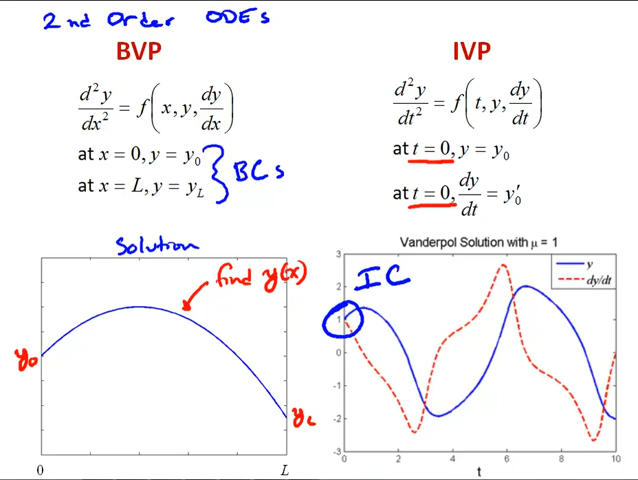 2nd Order ODEs
BVP
d²y/dx² = f(x, y, dy/dx)
at x = 0, y = y₀
at x = L, y = y_L
BCs
IVP
d²y/dt² = f(t, y, dy/dt)
at t = 0, y = y₀
at t = 0, dy/dt = y′₀
Solution
find y(x)
y₀
y_L
0
L
Vanderpol Solution with μ = 1
IC
y
dy/dt
3
2
1
0
-1
-2
-3
0
2
4
6
8
10
t